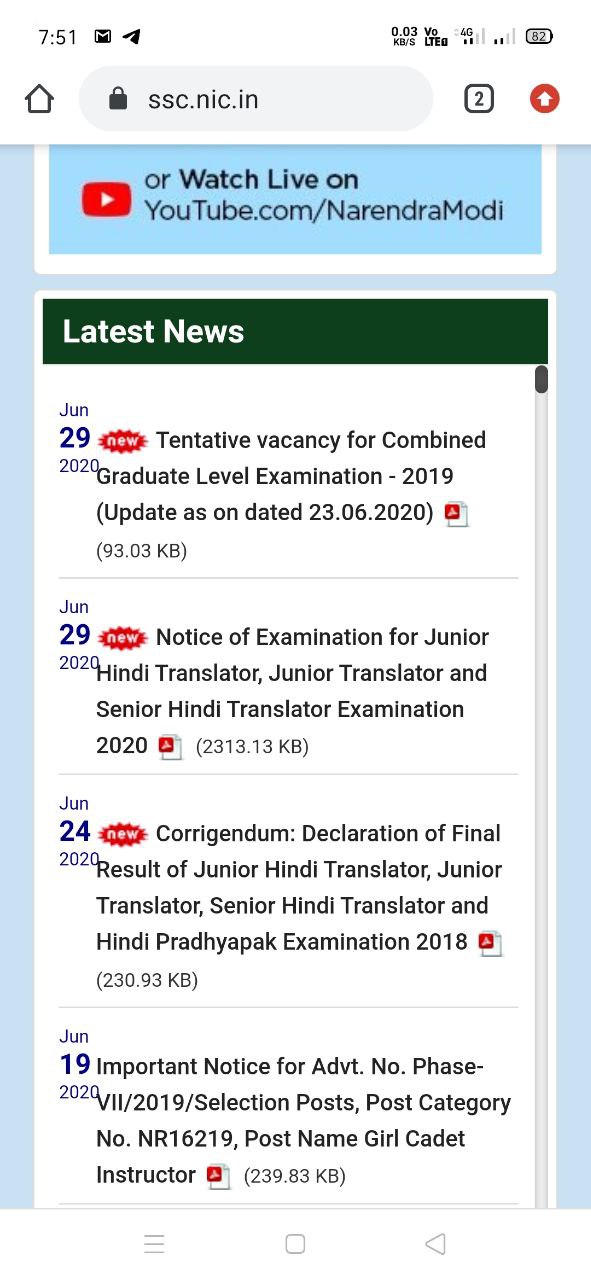 7:51
0.03 KB/S Vo LTE 4G 82
ssc.nic.in
2
or Watch Live on
YouTube.com/NarendraModi
Latest News
Jun
29
2020
new Tentative vacancy for Combined
Graduate Level Examination - 2019
(Update as on dated 23.06.2020)
(93.03 KB)
Jun
29
2020
new Notice of Examination for Junior
Hindi Translator, Junior Translator and
Senior Hindi Translator Examination
2020 (2313.13 KB)
Jun
24
2020
new Corrigendum: Declaration of Final
Result of Junior Hindi Translator, Junior
Translator, Senior Hindi Translator and
Hindi Pradhyapak Examination 2018
(230.93 KB)
Jun
19
2020
Important Notice for Advt. No. Phase-
VII/2019/Selection Posts, Post Category
No. NR16219, Post Name Girl Cadet
Instructor (239.83 KB)